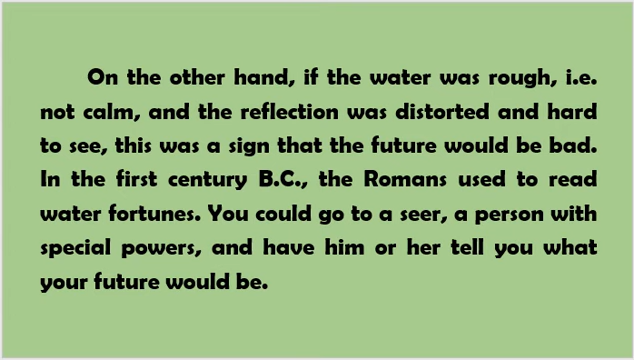 On the other hand, if the water was rough, i.e.
not calm, and the reflection was distorted and hard
to see, this was a sign that the future would be bad.
In the first century B.C., the Romans used to read
water fortunes. You could go to a seer, a person with
special powers, and have him or her tell you what
your future would be.